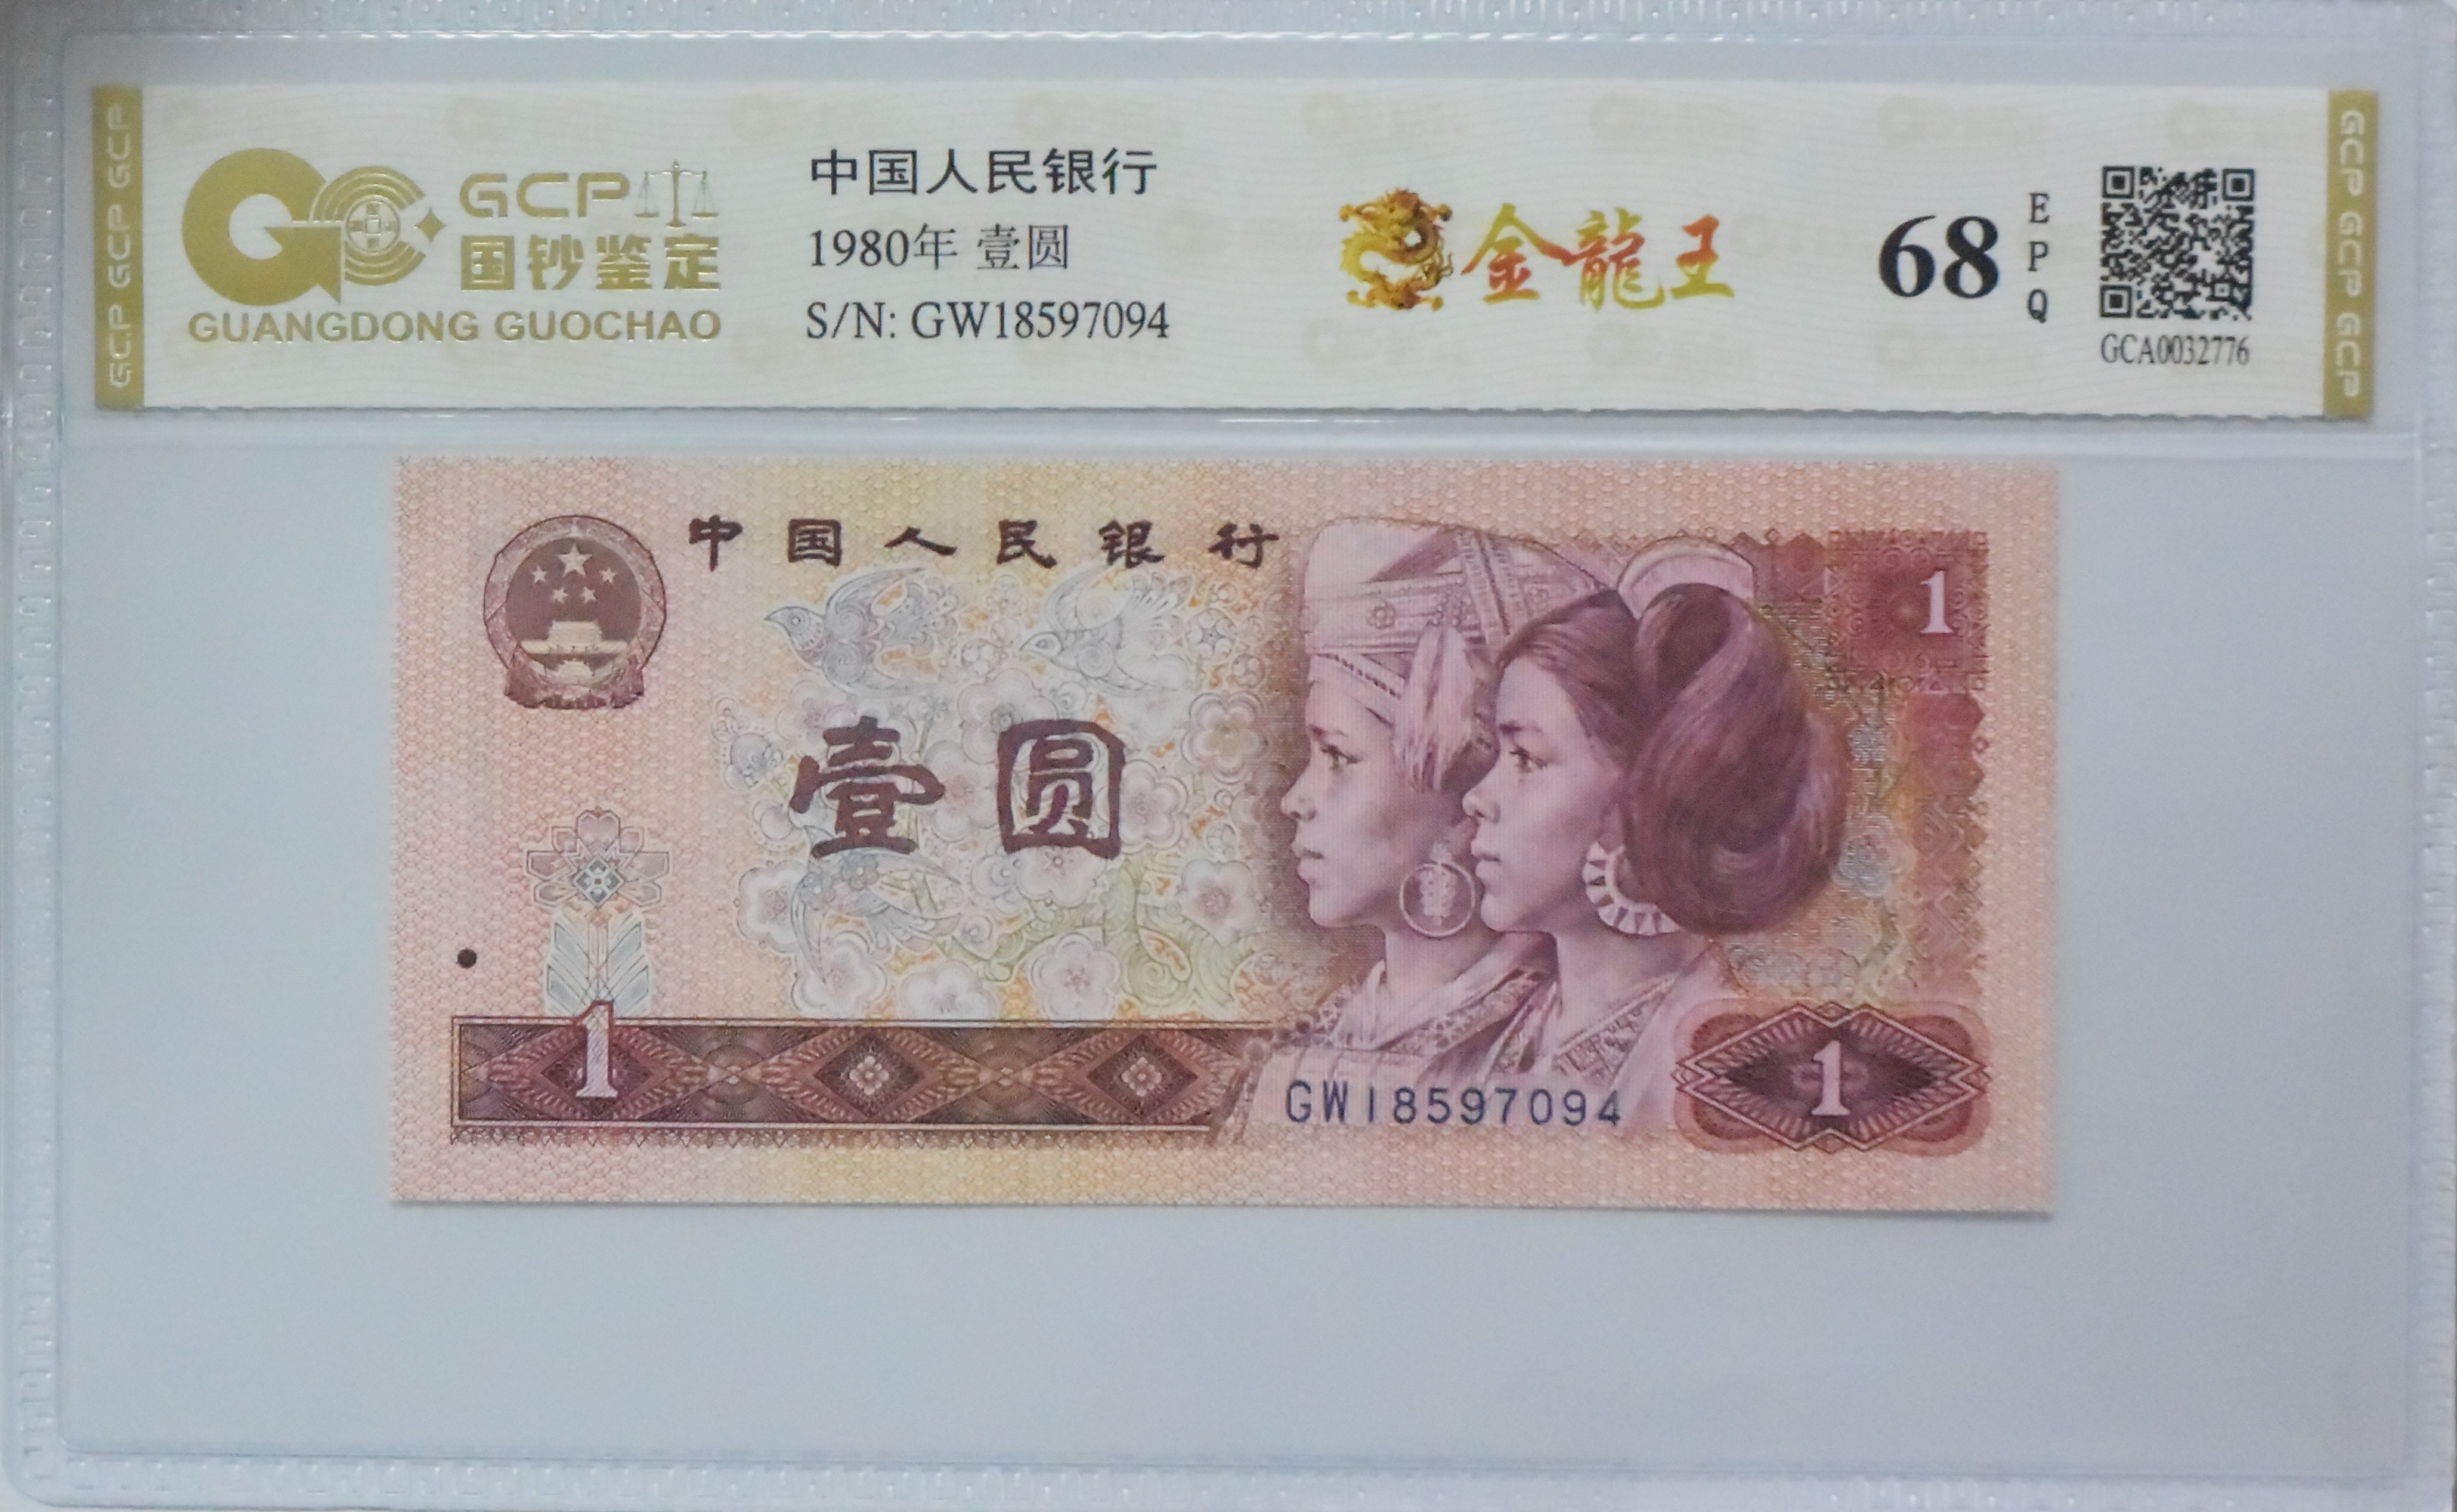 GCP GCP GCP
GCP
国钞鉴定
GUANGDONG GUOCHAO
中国人民银行
1980年 壹圆
S/N: GW18597094
金龍王
68
EPQ
GCA0032776
GCP GCP GCP
中国人民银行
1
壹圆
1
GW18597094
1